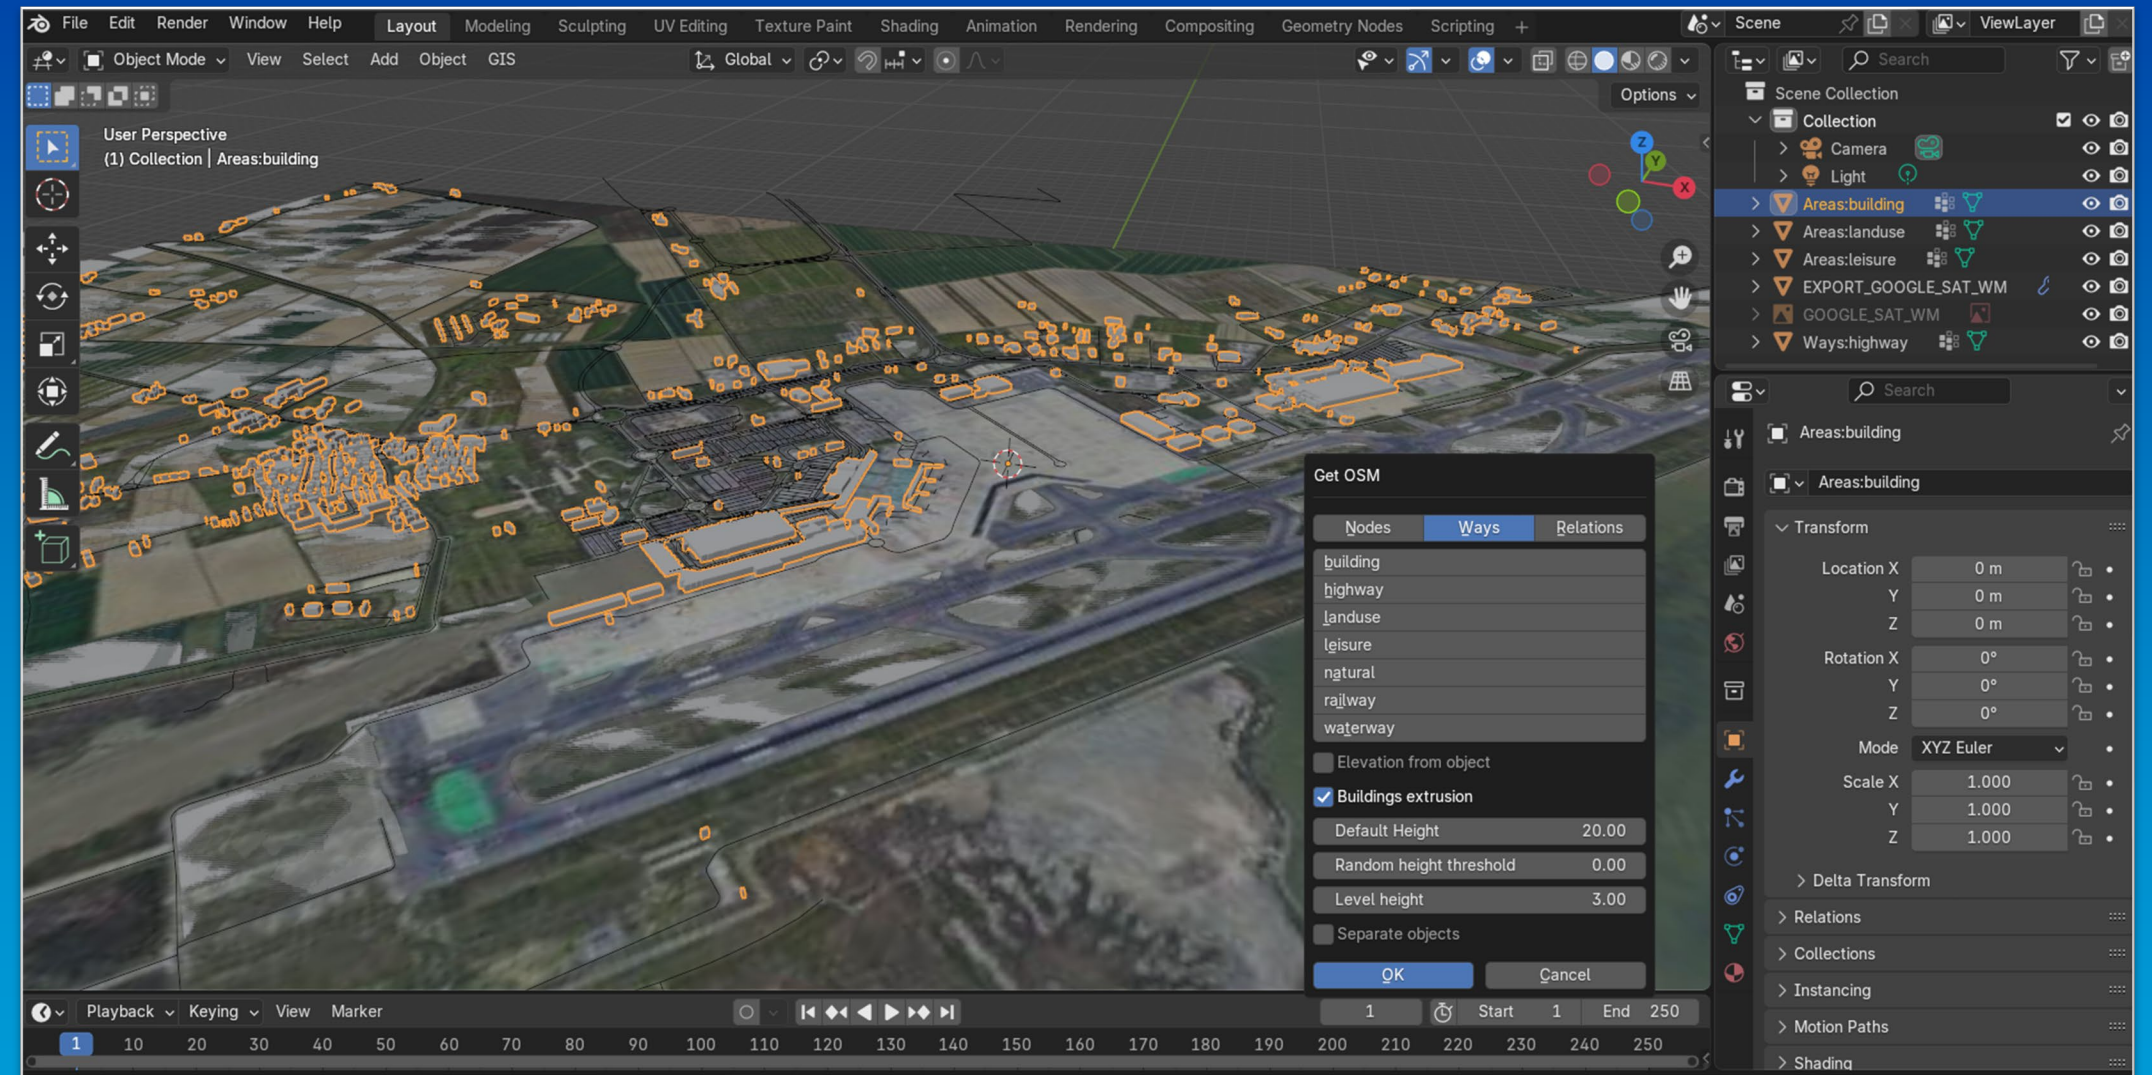 File Edit Render Window Help Layout Modeling Sculpting UV Editing Texture Paint Shading Animation Rendering Compositing Geometry Nodes Scripting + Scene ViewLayer
Object Mode View Select Add Object GIS Global Search
Options
User Perspective
(1) Collection | Areas:building
Z
Y
X
Scene Collection
Collection
Camera
Light
Areas:building
Areas:landuse
Areas:leisure
EXPORT_GOOGLE_SAT_WM
GOOGLE_SAT_WM
Ways:highway
Search
Areas:building
Areas:building
Transform
Location X 0 m
Y 0 m
Z 0 m
Rotation X 0°
Y 0°
Z 0°
Mode XYZ Euler
Scale X 1.000
Y 1.000
Z 1.000
Delta Transform
Relations
Collections
Instancing
Motion Paths
Shading
Get OSM
Nodes Ways Relations
building
highway
landuse
leisure
natural
railway
waterway
Elevation from object
Buildings extrusion
Default Height 20.00
Random height threshold 0.00
Level height 3.00
Separate objects
OK Cancel
Playback Keying View Marker 1 Start 1 End 250
1 10 20 30 40 50 60 70 80 90 100 110 120 130 140 150 160 170 180 190 200 210 220 230 240 250